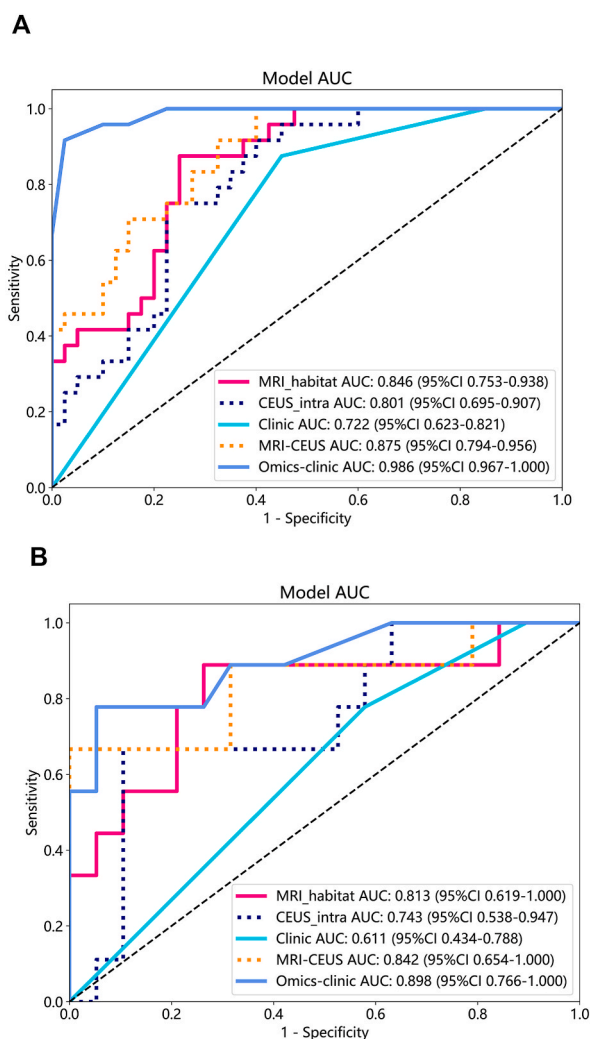 A
Model AUC
1.0
0.8
0.6
0.4
0.2
0.0
Sensitivity
MRI_habitat AUC: 0.846 (95%CI 0.753-0.938)
CEUS_intra AUC: 0.801 (95%CI 0.695-0.907)
Clinic AUC: 0.722 (95%CI 0.623-0.821)
MRI-CEUS AUC: 0.875 (95%CI 0.794-0.956)
Omics-clinic AUC: 0.986 (95%CI 0.967-1.000)
0.0 0.2 0.4 0.6 0.8 1.0
1 - Specificity
B
Model AUC
1.0
0.8
0.6
0.4
0.2
0.0
Sensitivity
MRI_habitat AUC: 0.813 (95%CI 0.619-1.000)
CEUS_intra AUC: 0.743 (95%CI 0.538-0.947)
Clinic AUC: 0.611 (95%CI 0.434-0.788)
MRI-CEUS AUC: 0.842 (95%CI 0.654-1.000)
Omics-clinic AUC: 0.898 (95%CI 0.766-1.000)
0.0 0.2 0.4 0.6 0.8 1.0
1 - Specificity